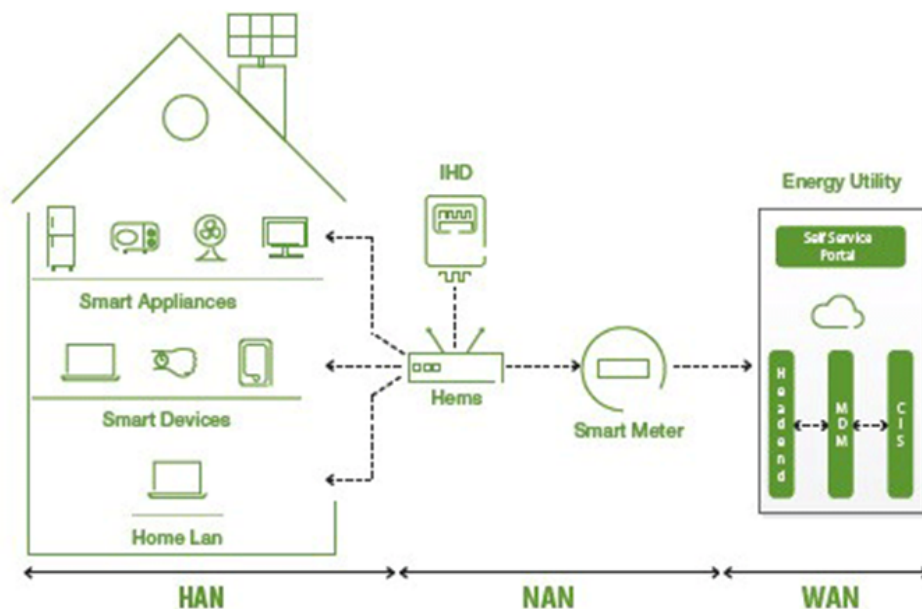 IHD
Energy Utility
Self Service
Portal
Smart Appliances
Hems
Smart Meter
Headend
MDM
CIS
Smart Devices
Home Lan
HAN
NAN
WAN